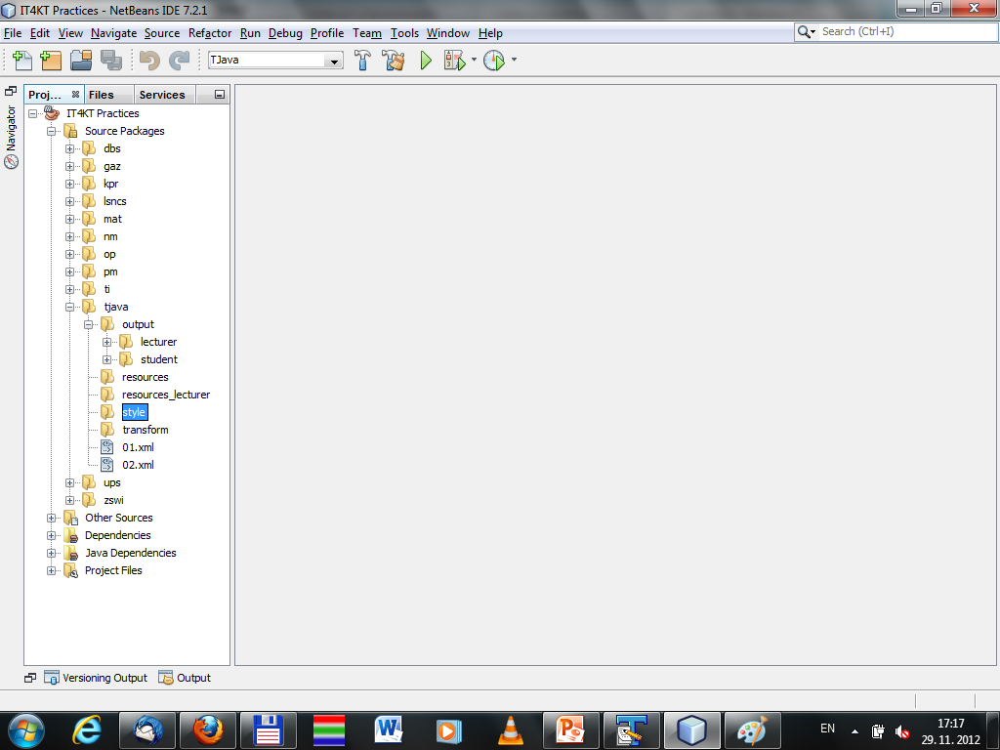 IT4KT Practices - NetBeans IDE 7.2.1
File Edit View Navigate Source Refactor Run Debug Profile Team Tools Window Help
Search (Ctrl+I)
TJava
Navigator
Proj... Files Services
IT4KT Practices
Source Packages
dbs
gaz
kpr
lsncs
mat
nm
op
pm
ti
tjava
output
lecturer
student
resources
resources_lecturer
style
transform
01.xml
02.xml
ups
zswi
Other Sources
Dependencies
Java Dependencies
Project Files
Versioning Output Output
EN
17:17
29. 11. 2012